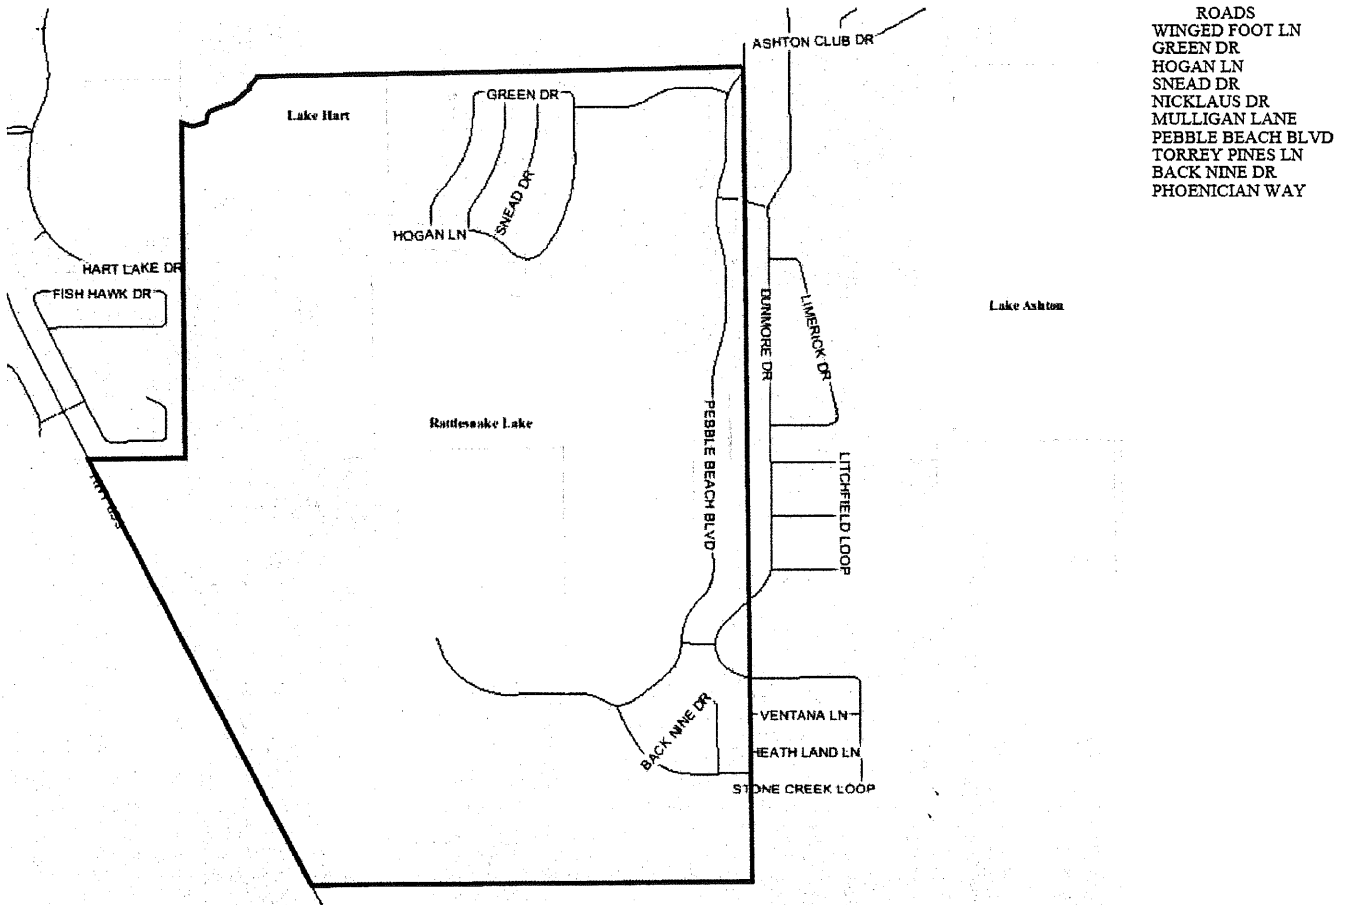 ROADS
WINGED FOOT LN
GREEN DR
HOGAN LN
SNEAD DR
NICKLAUS DR
MULLIGAN LANE
PEBBLE BEACH BLVD
TORREY PINES LN
BACK NINE DR
PHOENICIAN WAY
ASHTON CLUB DR
GREEN DR
Lake Hart
SNEAD DR
HOGAN LN
HART LAKE DR
FISH HAWK DR
DUNMORE DR
LIMERICK DR
Lake Ashton
Rattlesnake Lake
PEBBLE BEACH BLVD
LITCHFIELD LOOP
BACK NINE DR
VENTANA LN
HEATH LAND LN
STONE CREEK LOOP